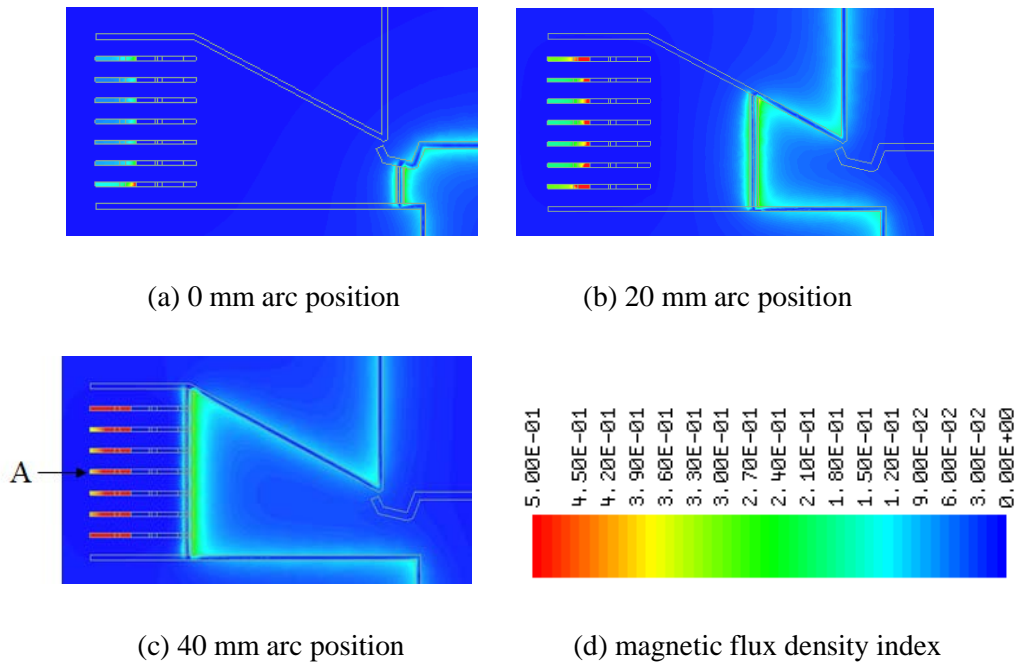 (a) 0 mm arc position
(b) 20 mm arc position
A
5.00E-01
4.50E-01
4.20E-01
3.90E-01
3.60E-01
3.30E-01
3.00E-01
2.70E-01
2.40E-01
2.10E-01
1.80E-01
1.50E-01
1.20E-01
9.00E-02
6.00E-02
3.00E-02
0.00E+00
(c) 40 mm arc position
(d) magnetic flux density index